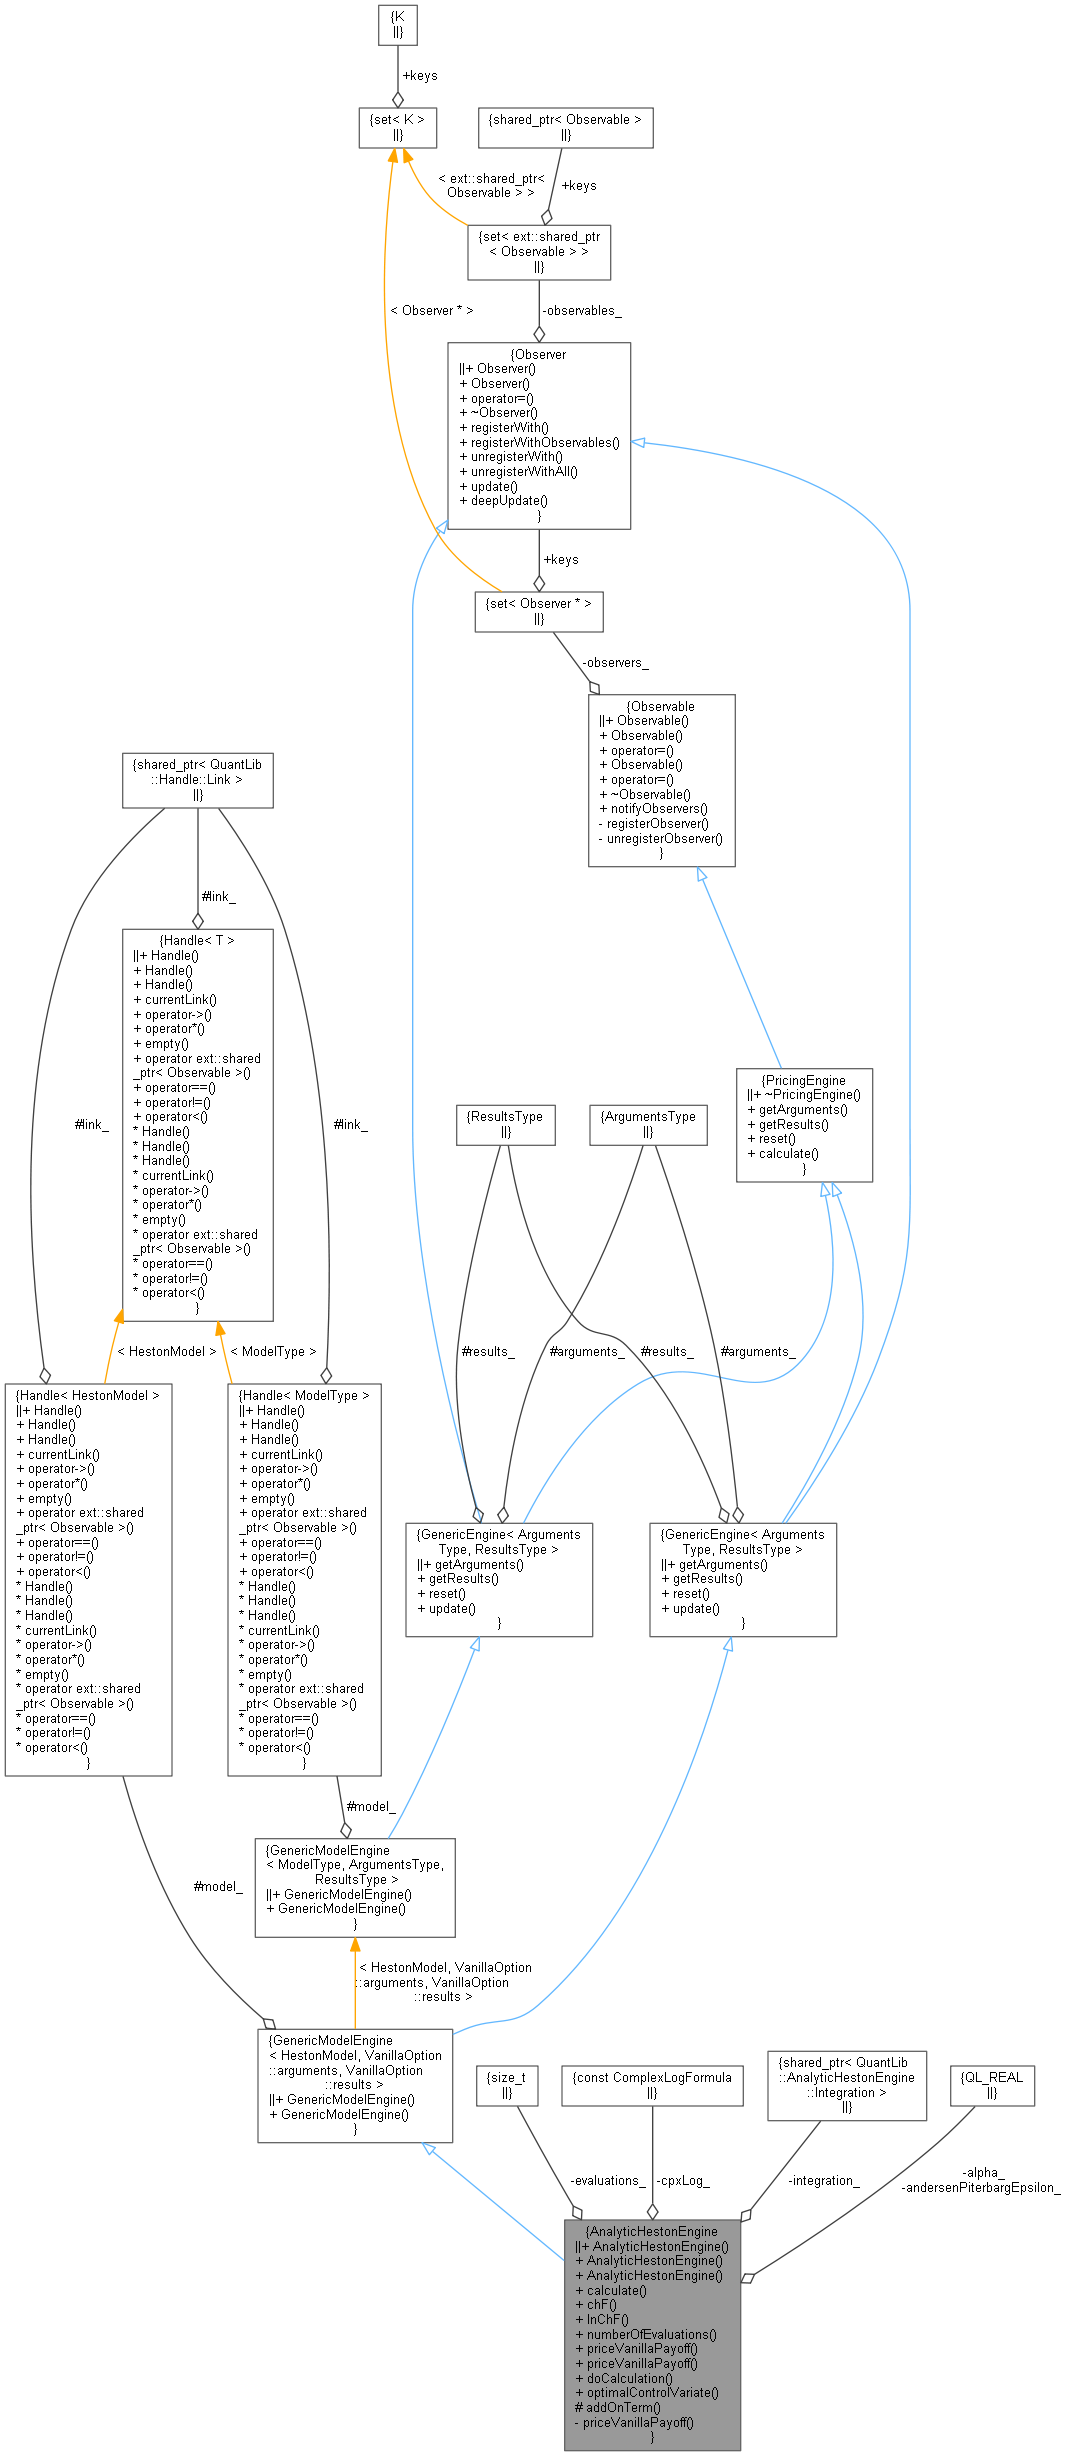 {K
||}
+keys
{set< K >
||}
{shared_ptr< Observable >
||}
< ext::shared_ptr<
Observable > >
+keys
{set< ext::shared_ptr
< Observable > >
||}
< Observer * >
-observables_
{Observer
||+ Observer()
+ Observer()
+ operator=()
+ ~Observer()
+ registerWith()
+ registerWithObservables()
+ unregisterWith()
+ unregisterWithAll()
+ update()
+ deepUpdate()
}
+keys
{set< Observer * >
||}
-observers_
{Observable
||+ Observable()
+ Observable()
+ operator=()
+ Observable()
+ operator=()
+ ~Observable()
+ notifyObservers()
- registerObserver()
- unregisterObserver()
}
{shared_ptr< QuantLib
::Handle::Link >
||}
#link_
{Handle< T >
||+ Handle()
+ Handle()
+ Handle()
+ currentLink()
+ operator->()
+ operator*()
+ empty()
+ operator ext::shared
_ptr< Observable >()
+ operator==()
+ operator!=()
+ operator<()
* Handle()
* Handle()
* Handle()
* currentLink()
* operator->()
* operator*()
* empty()
* operator ext::shared
_ptr< Observable >()
* operator==()
* operator!=()
* operator<()
}
#link_
#link_
{ResultsType
||}
{ArgumentsType
||}
{PricingEngine
||+ ~PricingEngine()
+ getArguments()
+ getResults()
+ reset()
+ calculate()
}
< HestonModel >
< ModelType >
#results_
#arguments_
#results_
#arguments_
{Handle< HestonModel >
||+ Handle()
+ Handle()
+ Handle()
+ currentLink()
+ operator->()
+ operator*()
+ empty()
+ operator ext::shared
_ptr< Observable >()
+ operator==()
+ operator!=()
+ operator<()
* Handle()
* Handle()
* Handle()
* currentLink()
* operator->()
* operator*()
* empty()
* operator ext::shared
_ptr< Observable >()
* operator==()
* operator!=()
* operator<()
}
{Handle< ModelType >
||+ Handle()
+ Handle()
+ Handle()
+ currentLink()
+ operator->()
+ operator*()
+ empty()
+ operator ext::shared
_ptr< Observable >()
+ operator==()
+ operator!=()
+ operator<()
* Handle()
* Handle()
* Handle()
* currentLink()
* operator->()
* operator*()
* empty()
* operator ext::shared
_ptr< Observable >()
* operator==()
* operator!=()
* operator<()
}
{GenericEngine< Arguments
Type, ResultsType >
||+ getArguments()
+ getResults()
+ reset()
+ update()
}
{GenericEngine< Arguments
Type, ResultsType >
||+ getArguments()
+ getResults()
+ reset()
+ update()
}
#model_
#model_
{GenericModelEngine
< ModelType, ArgumentsType,
ResultsType >
||+ GenericModelEngine()
+ GenericModelEngine()
}
< HestonModel, VanillaOption
::arguments, VanillaOption
::results >
{GenericModelEngine
< HestonModel, VanillaOption
::arguments, VanillaOption
::results >
||+ GenericModelEngine()
+ GenericModelEngine()
}
{size_t
||}
{const ComplexLogFormula
||}
{shared_ptr< QuantLib
::AnalyticHestonEngine
::Integration >
||}
{QL_REAL
||}
-evaluations_
-cpxLog_
-integration_
-alpha_
-andersenPiterbargEpsilon_
{AnalyticHestonEngine
||+ AnalyticHestonEngine()
+ AnalyticHestonEngine()
+ AnalyticHestonEngine()
+ calculate()
+ chF()
+ lnChF()
+ numberOfEvaluations()
+ priceVanillaPayoff()
+ priceVanillaPayoff()
+ doCalculation()
+ optimalControlVariate()
# addOnTerm()
- priceVanillaPayoff()
}